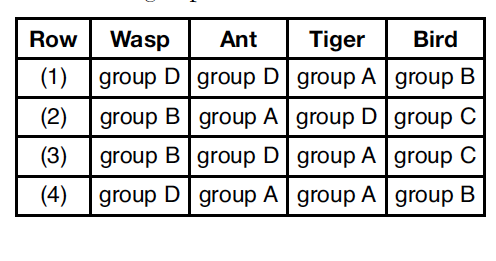 Row Wasp Ant Tiger Bird
(1) group D group D group A group B
(2) group B group A group D group C
(3) group B group D group A group C
(4) group D group A group A group B